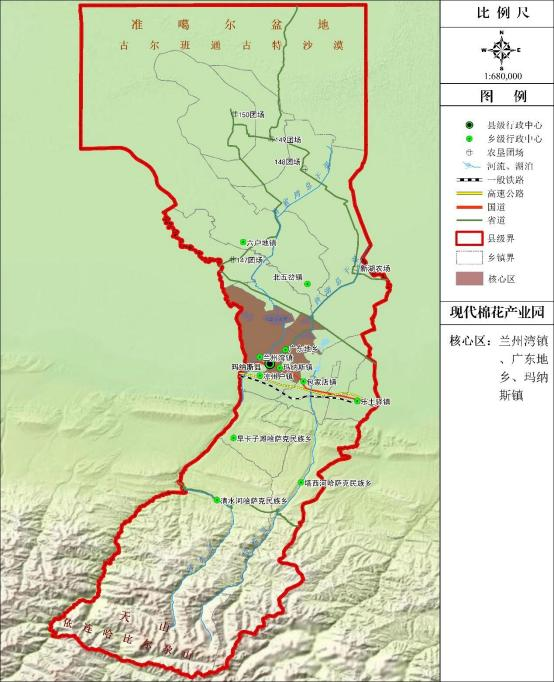 准噶尔盆地
古尔班通古特沙漠
150团场
149团场
148团场
六户地镇
147团场
新湖农场
北五岔镇
广东地乡
兰州湾镇
玛纳斯县
玛纳斯镇
凉州户镇
包家店镇
乐土驿镇
旱卡子滩哈萨克民族乡
塔西河哈萨克民族乡
清水河哈萨克民族乡
天山
依连哈比尔尕山
比例尺
N
W
E
S
1:680,000
图例
县级行政中心
乡级行政中心
农垦团场
河流、湖泊
一般铁路
高速公路
国道
省道
县级界
乡镇界
核心区
现代棉花产业园
核心区：兰州湾镇
、广东地
乡、玛纳
斯镇